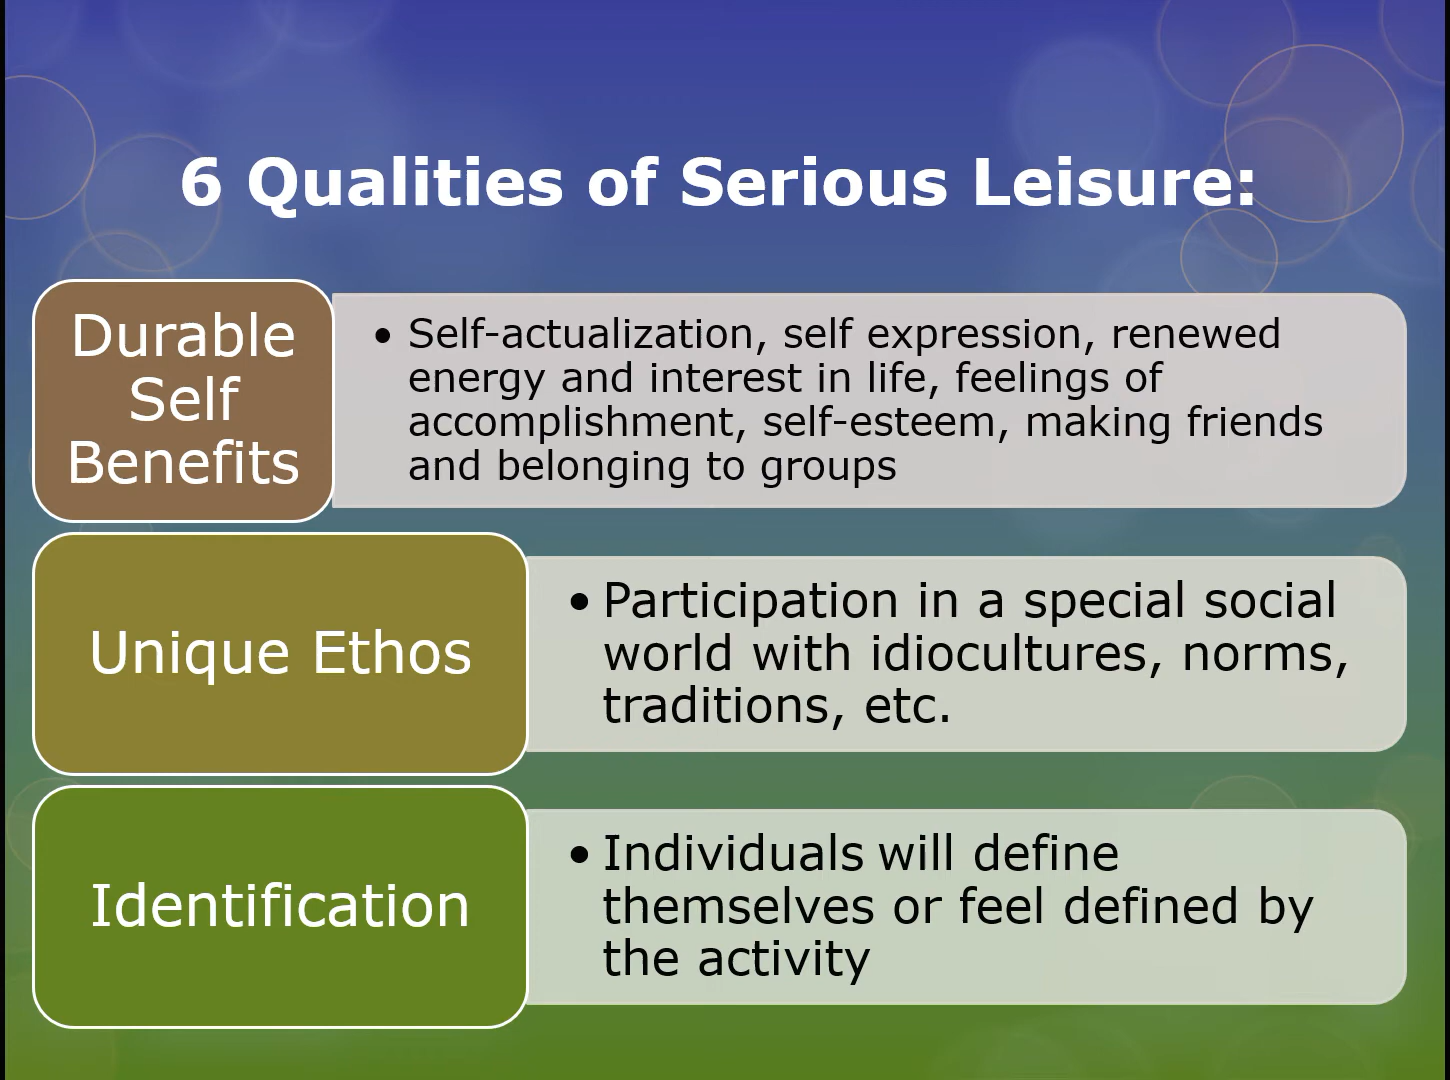 6 Qualities of Serious Leisure:
Durable
Self
Benefits
• Self-actualization, self expression, renewed
energy and interest in life, feelings of
accomplishment, self-esteem, making friends
and belonging to groups
Unique Ethos
• Participation in a special social
world with idiocultures, norms,
traditions, etc.
Identification
• Individuals will define
themselves or feel defined by
the activity